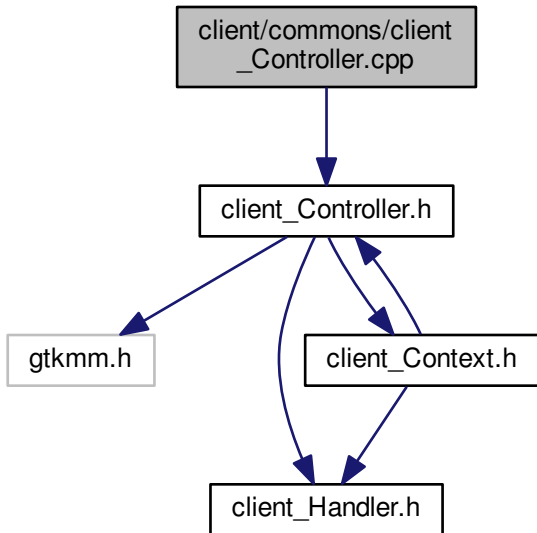 client/commons/client
_Controller.cpp
client_Controller.h
gtkmm.h
client_Context.h
client_Handler.h